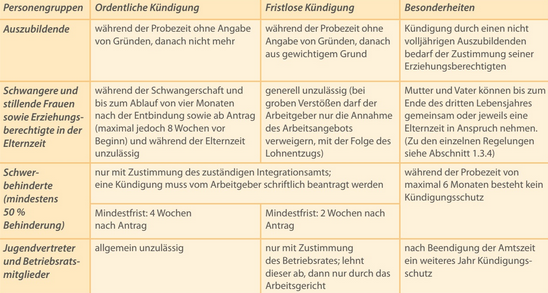 Personengruppen
Ordentliche Kündigung
Fristlose Kündigung
Besonderheiten
Auszubildende
während der Probezeit ohne Angabe
von Gründen, danach nicht mehr
während der Probezeit ohne
Angabe von Gründen, danach
aus gewichtigem Grund
Kündigung durch einen nicht
volljährigen Auszubildenden
bedarf der Zustimmung seiner
Erziehungsberechtigten
Schwangere und
stillende Frauen
sowie Erziehungs-
berechtigte in der
Elternzeit
während der Schwangerschaft und
bis zum Ablauf von vier Monaten
nach der Entbindung sowie ab Antrag
(maximal jedoch 8 Wochen vor
Beginn) und während der Elternzeit
unzulässig
generell unzulässig (bei
groben Verstößen darf der
Arbeitgeber nur die Annahme
des Arbeitsangebots
verweigern, mit der Folge des
Lohnentzugs)
Mutter und Vater können bis zum
Ende des dritten Lebensjahres
gemeinsam oder jeweils eine
Elternzeit in Anspruch nehmen.
(Zu den einzelnen Regelungen
siehe Abschnitt 1.3.4)
Schwer-
behinderte
(mindestens
50 %
Behinderung)
nur mit Zustimmung des zuständigen Integrationsamts;
eine Kündigung muss vom Arbeitgeber schriftlich beantragt werden
während der Probezeit von
maximal 6 Monaten besteht kein
Kündigungsschutz
Mindestfrist: 4 Wochen
nach Antrag
Mindestfrist: 2 Wochen nach
Antrag
Jugendvertreter
und Betriebsrats-
mitglieder
allgemein unzulässig
nur mit Zustimmung
des Betriebsrates; lehnt
dieser ab, dann nur durch das
Arbeitsgericht
nach Beendigung der Amtszeit
ein weiteres Jahr Kündigungs-
schutz